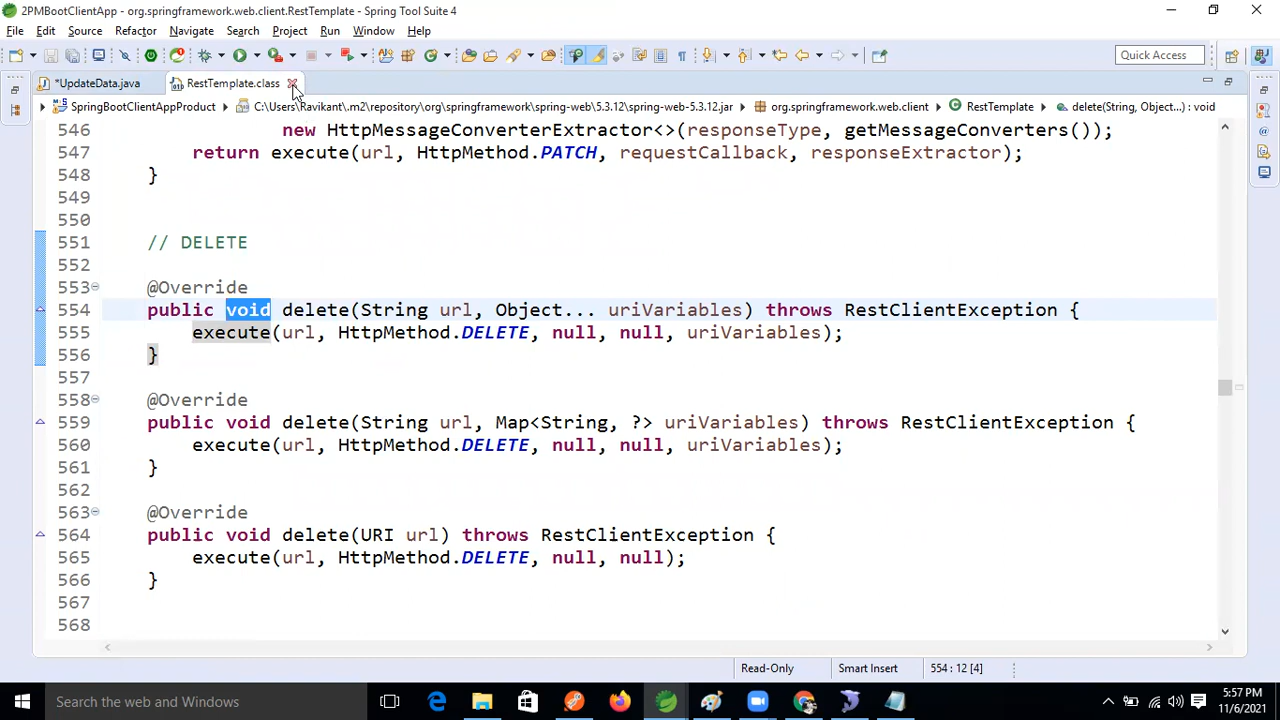 2PMBootClientApp - org.springframework.web.client.RestTemplate - Spring Tool Suite 4
File Edit Source Refactor Navigate Search Project Run Window Help
Quick Access
*UpdateData.java RestTemplate.class
SpringBootClientAppProduct C:\Users\Ravikant\.m2\repository\org\springframework\spring-web\5.3.12\spring-web-5.3.12.jar org.springframework.web.client RestTemplate delete(String, Object...) : void
546 new HttpMessageConverterExtractor<>(responseType, getMessageConverters());
547 return execute(url, HttpMethod.PATCH, requestCallback, responseExtractor);
548 }
549
550
551 // DELETE
552
553 @Override
554 public void delete(String url, Object... uriVariables) throws RestClientException {
555 execute(url, HttpMethod.DELETE, null, null, uriVariables);
556 }
557
558 @Override
559 public void delete(String url, Map<String, ?> uriVariables) throws RestClientException {
560 execute(url, HttpMethod.DELETE, null, null, uriVariables);
561 }
562
563 @Override
564 public void delete(URI url) throws RestClientException {
565 execute(url, HttpMethod.DELETE, null, null);
566 }
567
568
Read-Only Smart Insert 554 : 12 [4]
Search the web and Windows
5:57 PM
11/6/2021